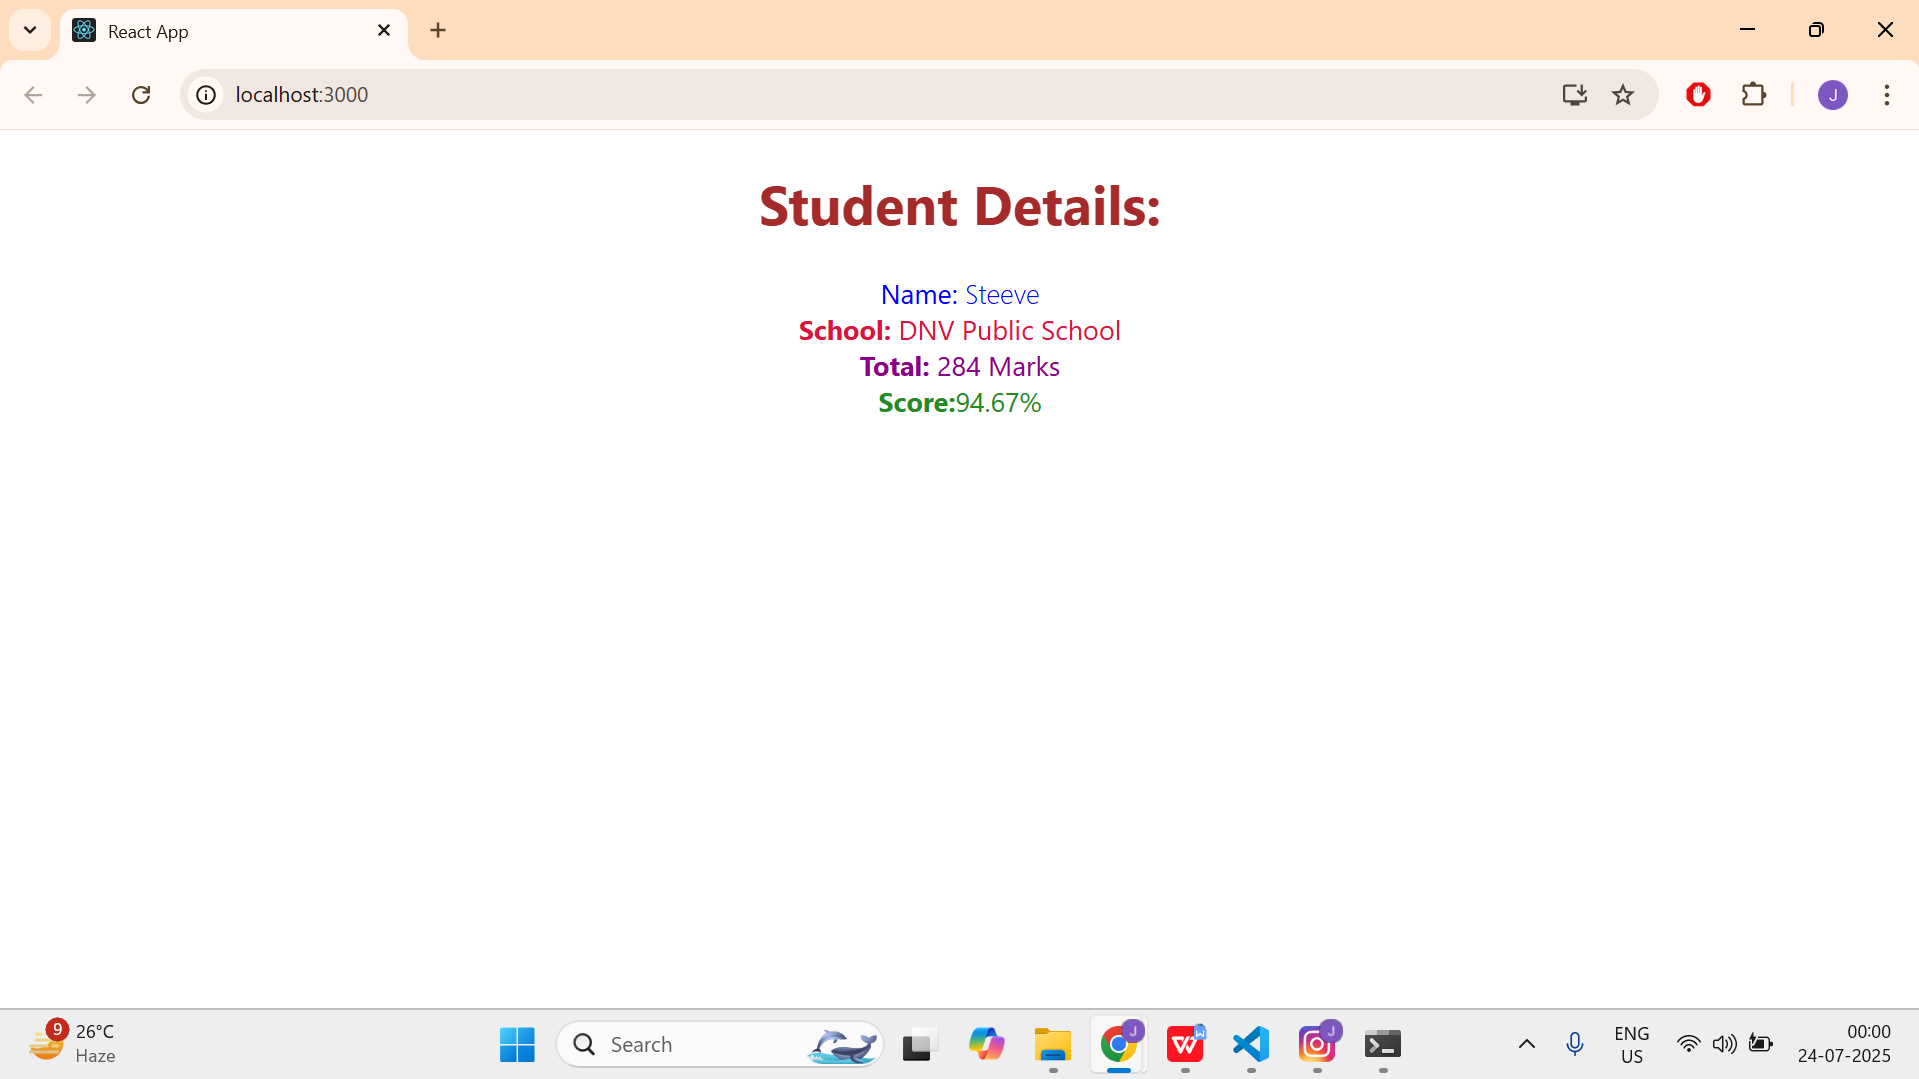 React App
localhost:3000
J
Student Details:
Name: Steeve
School: DNV Public School
Total: 284 Marks
Score:94.67%
9
26°C
Haze
Search
J
W
W
J
ENG
US
00:00
24-07-2025